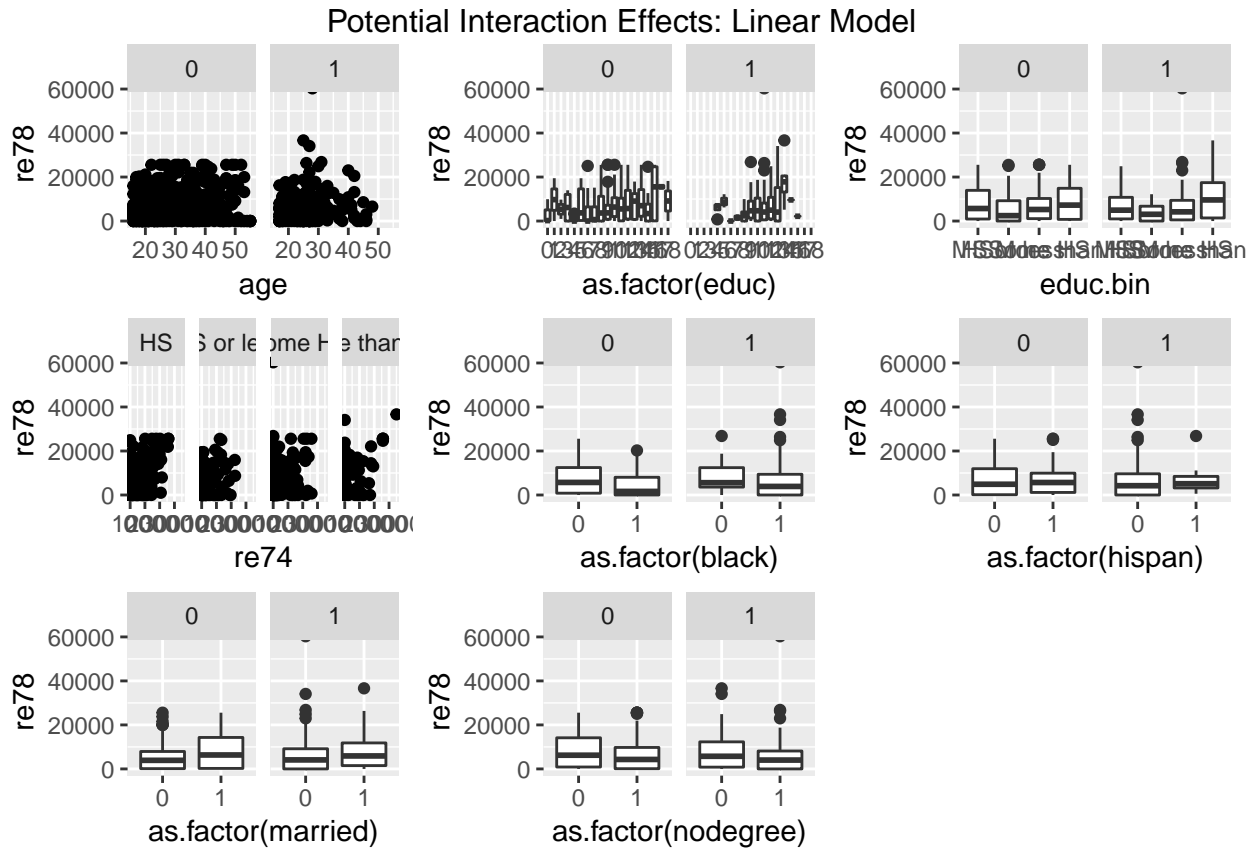 Potential Interaction Effects: Linear Model
0 1
60000
40000
20000
0
re78
20 30 40 50 20 30 40 50
age
0 1
60000
40000
20000
0
re78
as.factor(educ)
0 1
60000
40000
20000
0
re78
educ.bin
HS S or le ome H e than
60000
40000
20000
0
re78
re74
0 1
60000
40000
20000
0
re78
0 1 0 1
as.factor(black)
0 1
60000
40000
20000
0
re78
0 1 0 1
as.factor(hispan)
0 1
60000
40000
20000
0
re78
0 1 0 1
as.factor(married)
0 1
60000
40000
20000
0
re78
0 1 0 1
as.factor(nodegree)